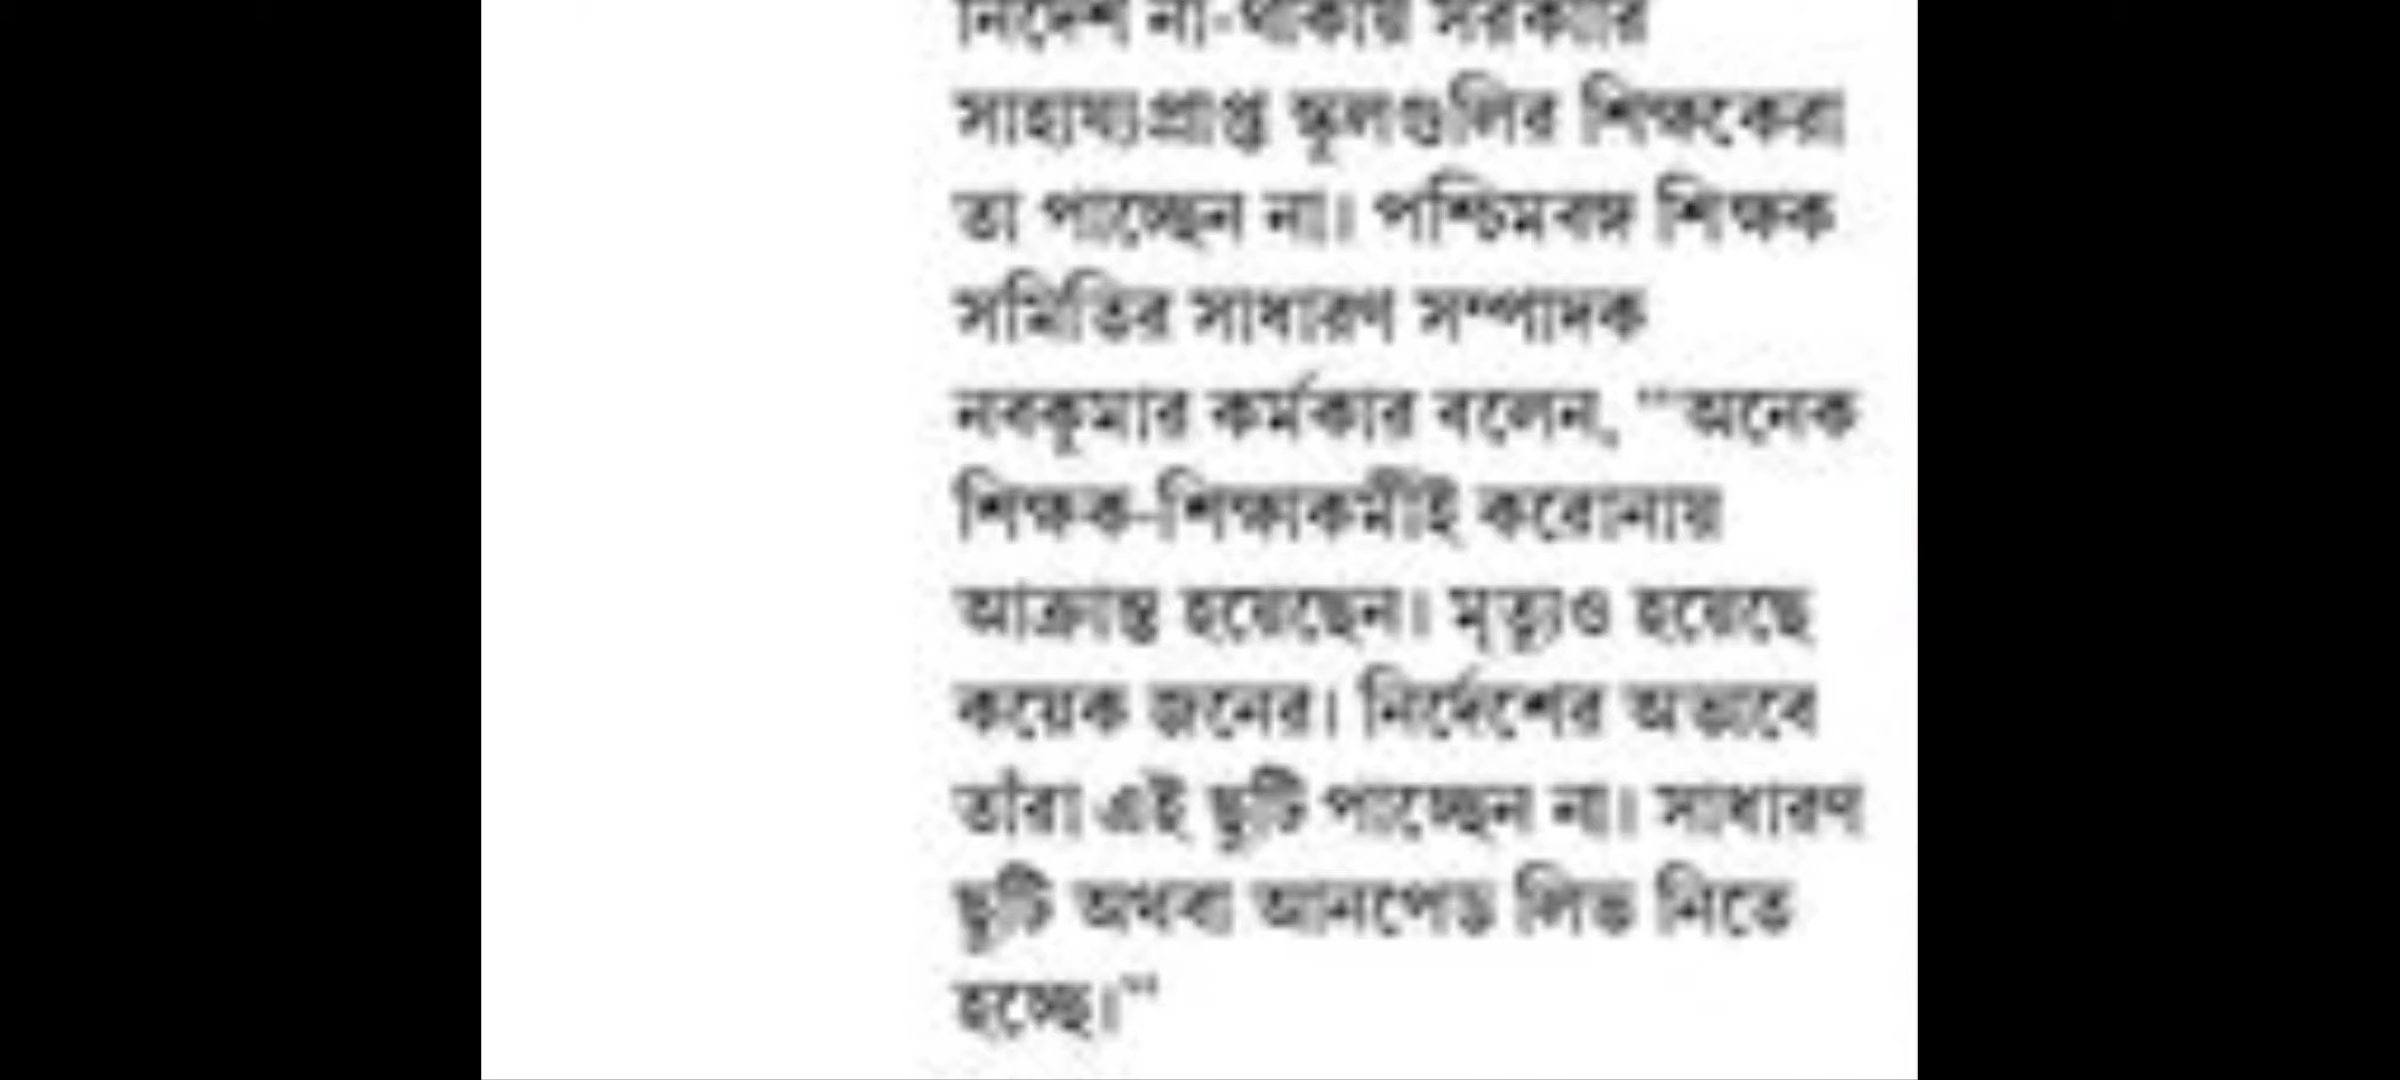 নির্দেশ না-থাকায় সরকারি
সাহায্যপ্রাপ্ত স্কুলগুলির শিক্ষকেরা
তা পাচ্ছেন না। পশ্চিমবঙ্গ শিক্ষক
সমিতির সাধারণ সম্পাদক
নবকুমার কর্মকার বলেন, "অনেক
শিক্ষক-শিক্ষাকর্মীই করোনায়
আক্রান্ত হয়েছেন। মৃত্যুও হয়েছে
কয়েক জনের। নির্দেশের অভাবে
তাঁরা এই ছুটি পাচ্ছেন না। সাধারণ
ছুটি অথবা আনপেড লিভ নিতে
হচ্ছে।"